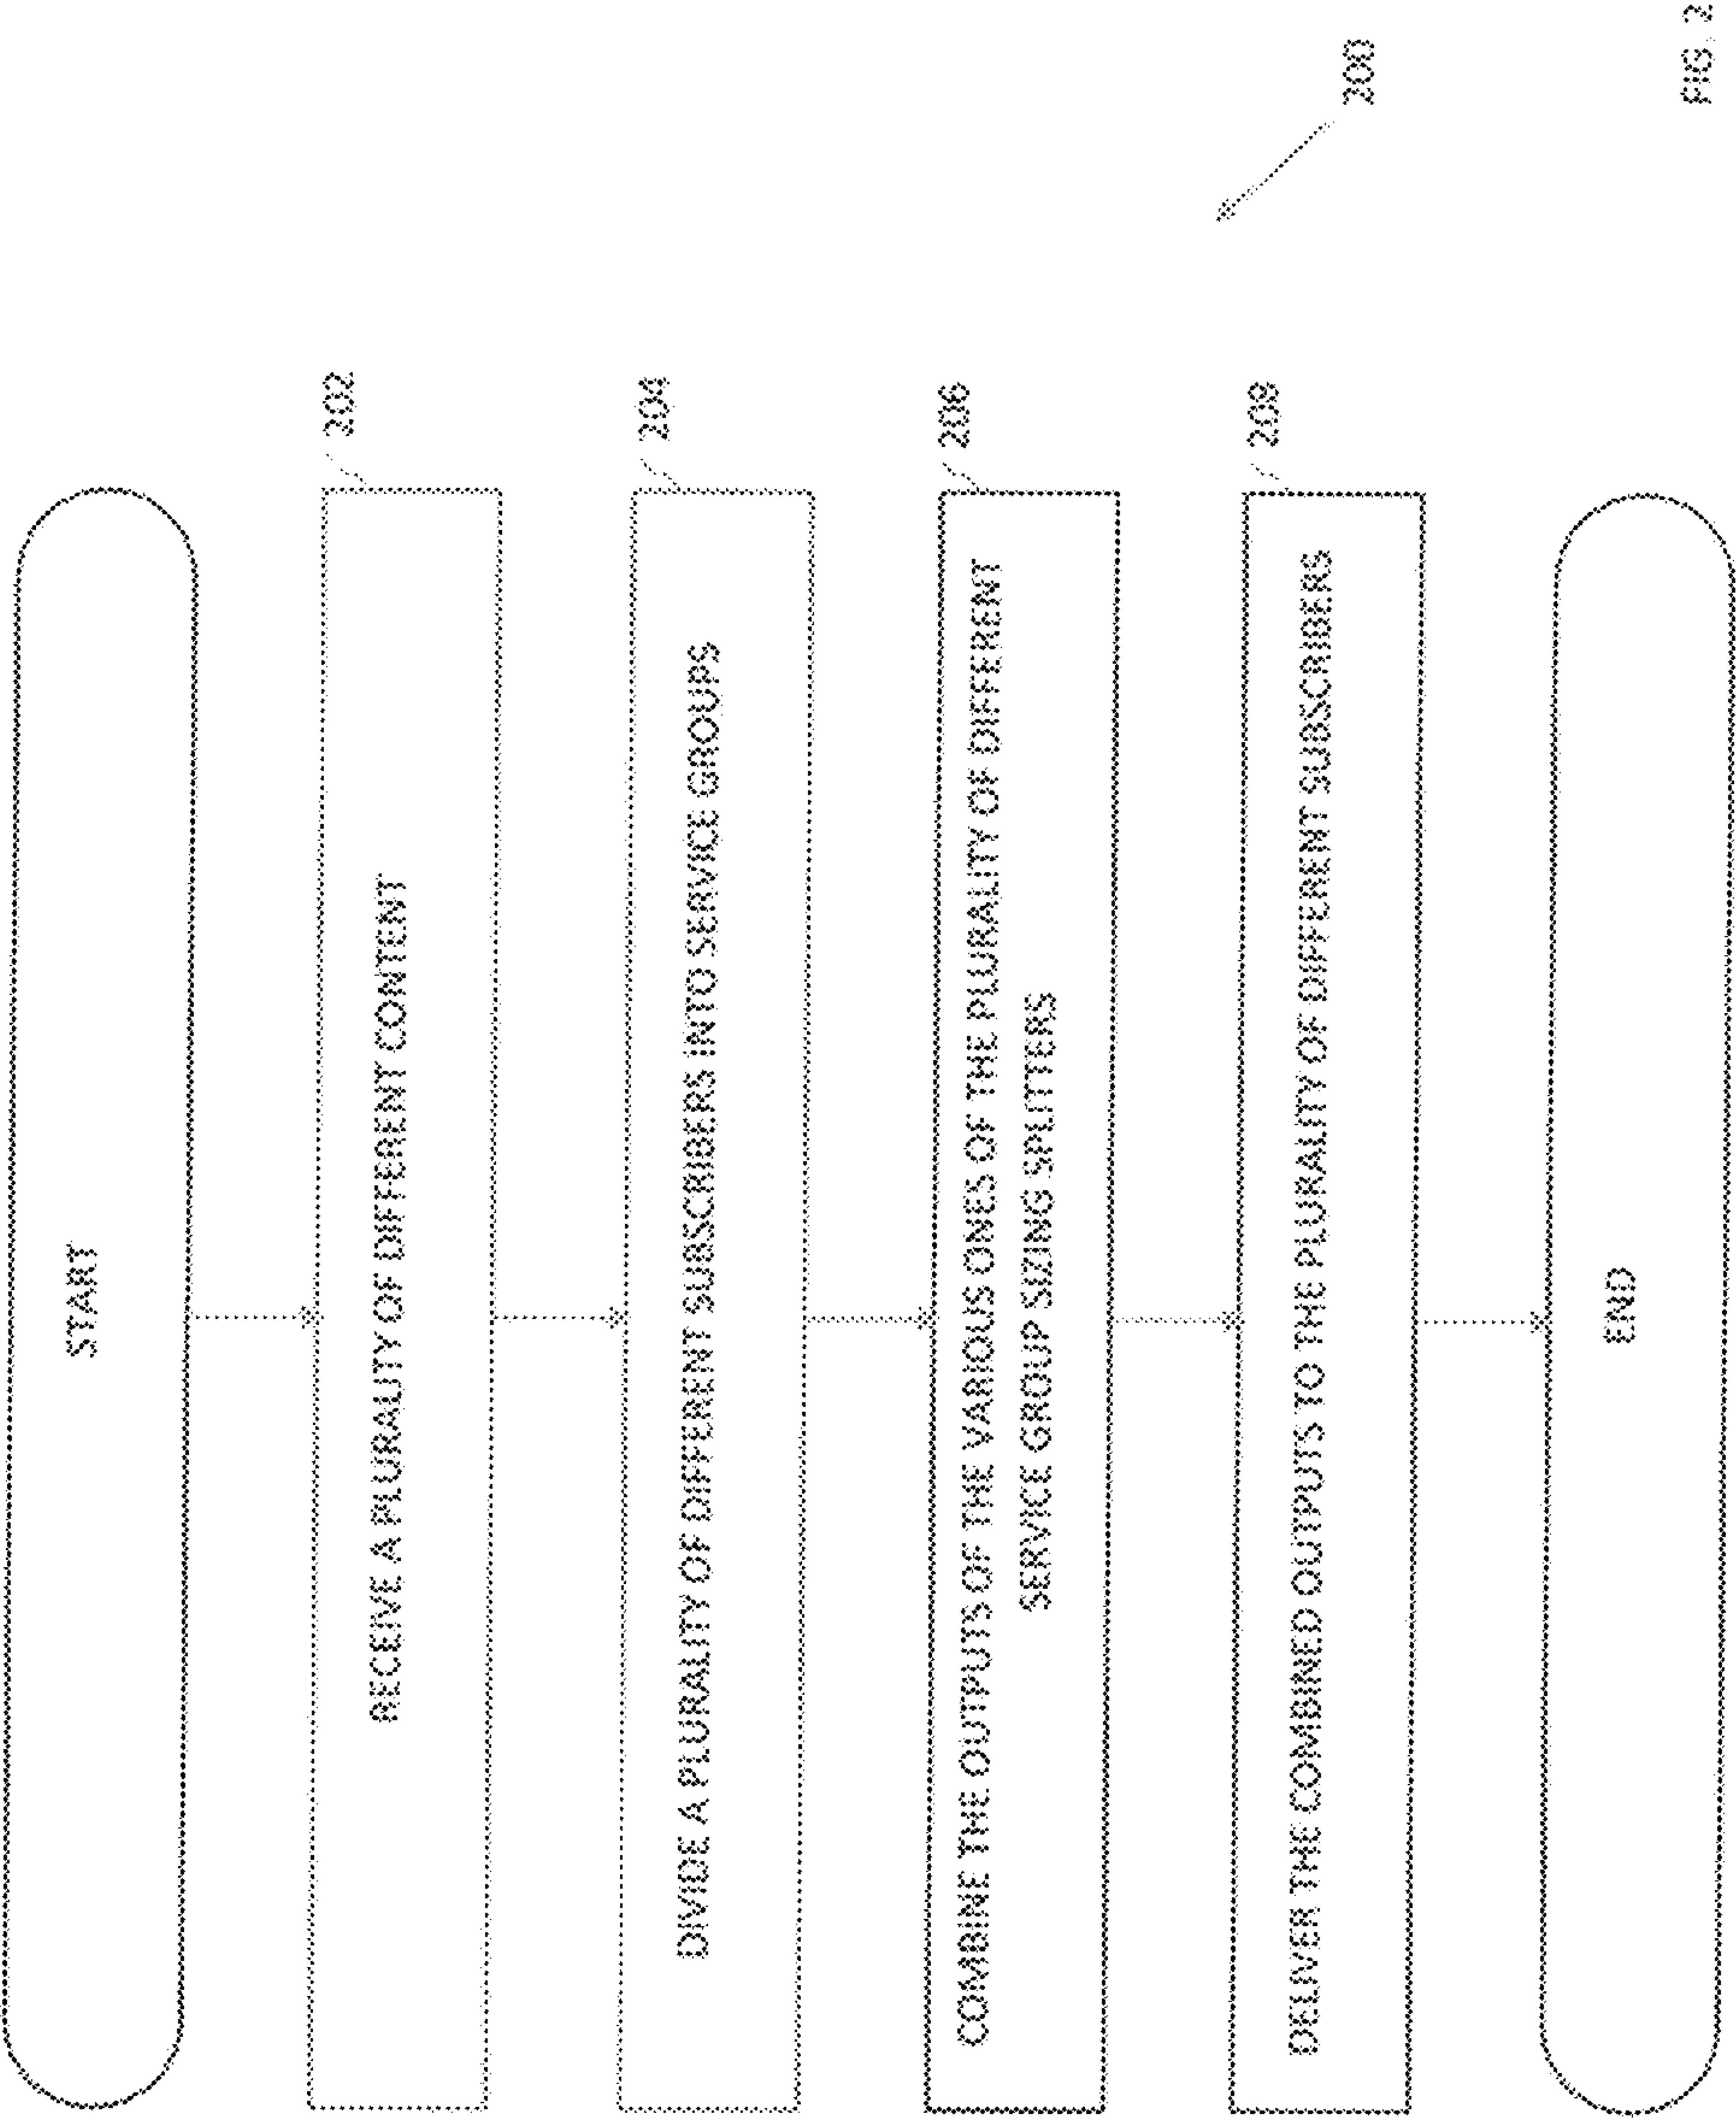 START
RECEIVE A PLURALITY OF DIFFERENT CONTENT
202
DIVIDE A PLURALITY OF DIFFERENT SUBSCRIBERS INTO SERVICE GROUPS
204
COMBINE THE OUTPUTS OF THE VARIOUS ONES OF THE PLURALITY OF DIFFERENT
SERVICE GROUP SIZING SPLITTERS
206
DELIVER THE COMBINED OUTPUTS TO THE PLURALITY OF DIFFERENT SUBSCRIBERS
208
END
200
FIG. 2